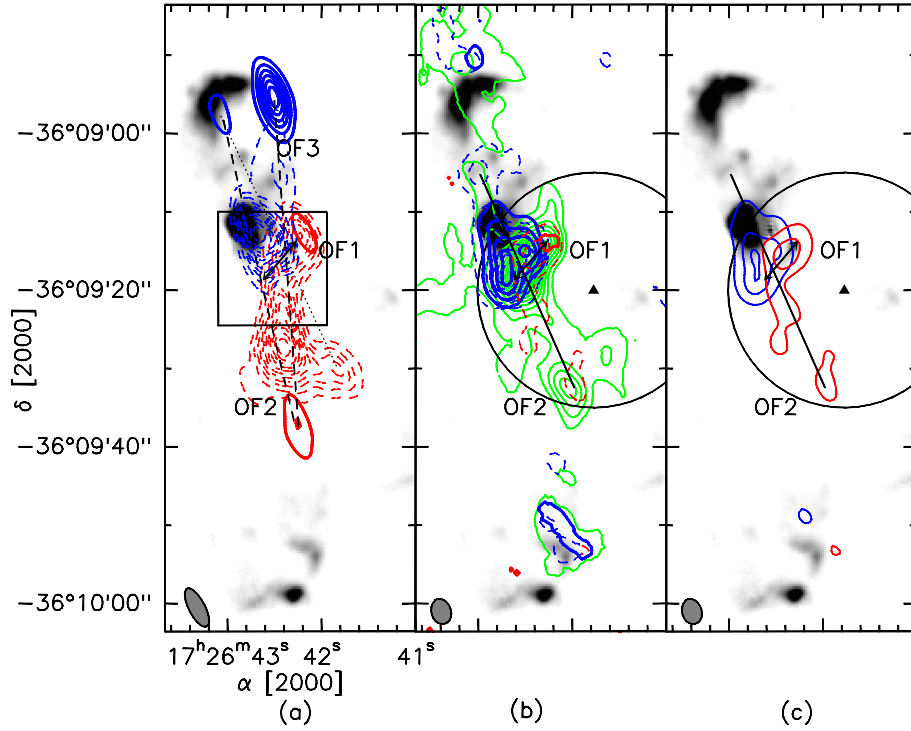 OF3
−36°09'00"
OF1
OF1
OF1
−36°09'20"
δ [2000]
OF2
OF2
OF2
−36°09'40"
−36°10'00"
17ʰ26ᵐ43ˢ 42ˢ 41ˢ
α [2000]
(a) (b) (c)